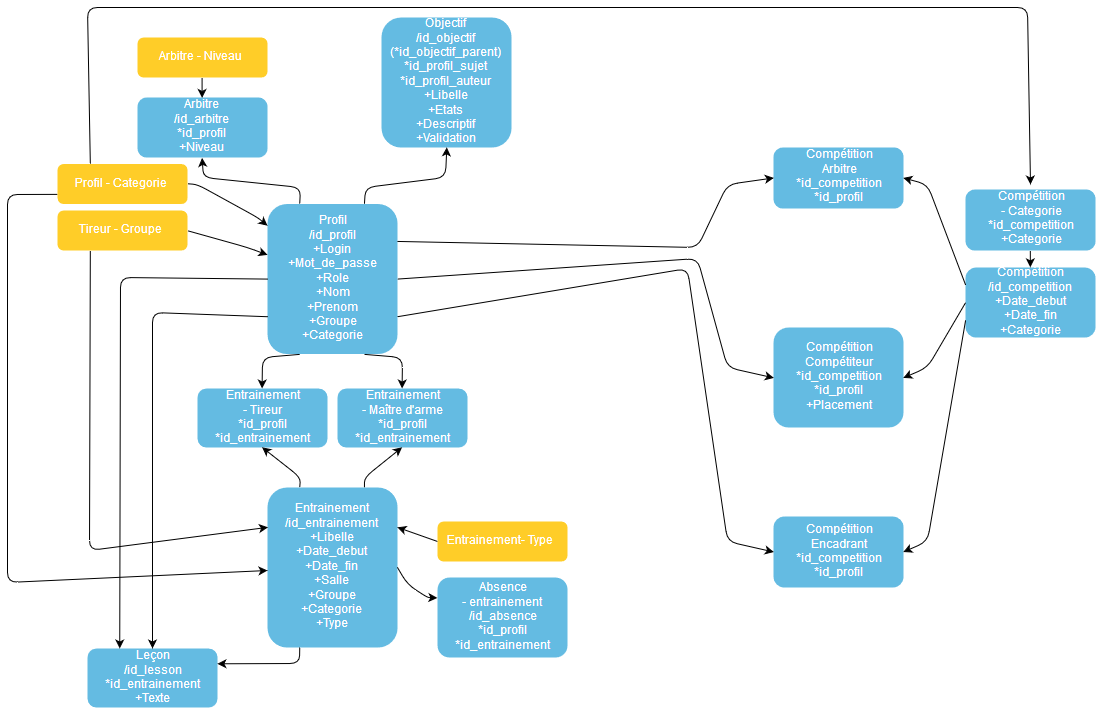 Objectif
/id_objectif
(*id_objectif_parent)
*id_profil_sujet
*id_profil_auteur
+Libelle
+Etats
+Descriptif
+Validation
Arbitre - Niveau
Arbitre
/id_arbitre
*id_profil
+Niveau
Profil - Categorie
Tireur - Groupe
Profil
/id_profil
+Login
+Mot_de_passe
+Role
+Nom
+Prenom
+Groupe
+Categorie
Compétition
Arbitre
*id_competition
*id_profil
Compétition
- Categorie
*id_competition
+Categorie
Compétition
/id_competition
+Date_debut
+Date_fin
+Categorie
Compétition
Compétiteur
*id_competition
*id_profil
+Placement
Entrainement
- Tireur
*id_profil
*id_entrainement
Entrainement
- Maître d'arme
*id_profil
*id_entrainement
Entrainement
/id_entrainement
+Libelle
+Date_debut
+Date_fin
+Salle
+Groupe
+Categorie
+Type
Entrainement-Type
Compétition
Encadrant
*id_competition
*id_profil
Absence
- entrainement
/id_absence
*id_profil
*id_entrainement
Leçon
/id_lesson
*id_entrainement
+Texte